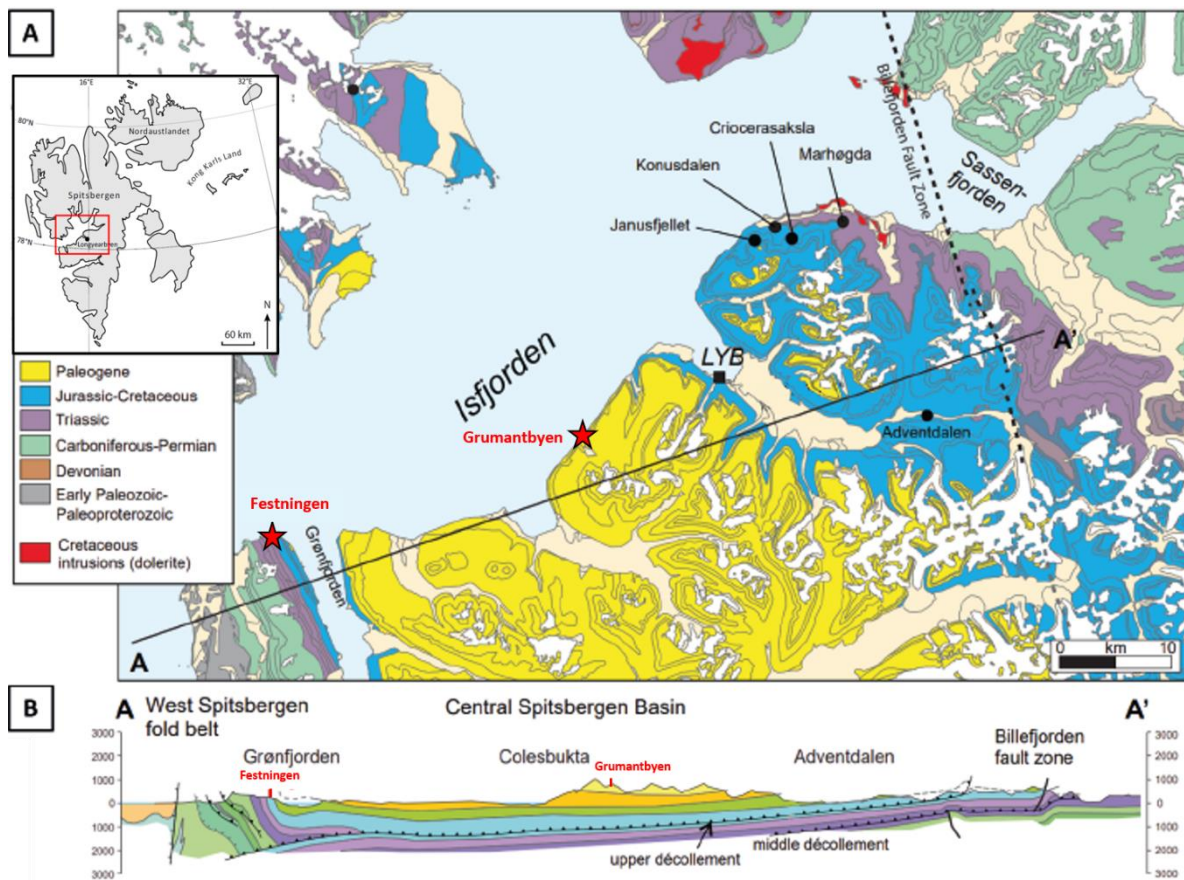 A
16°E
32°E
80°N
Nordaustlandet
Kong Karls Land
Spitsbergen
Longyearbyen
78°N
N
60 km
Paleogene
Jurassic-Cretaceous
Triassic
Carboniferous-Permian
Devonian
Early Paleozoic-
Paleoproterozoic
Cretaceous
intrusions (dolerite)
Billefjorden Fault Zone
Sassen-
fjorden
Criocerasaksla
Konusdalen
Marhøgda
Janusfjellet
Isfjorden
LYB
A'
Grumantbyen
Adventdalen
Festningen
Grønfjorden
A
0 km 10
B
A West Spitsbergen
fold belt
Central Spitsbergen Basin
A'
3000
2000
1000
0
1000
2000
3000
2000
1000
0
1000
2000
3000
Grønfjorden
Festningen
Colesbukta
Grumantbyen
Adventdalen
Billefjorden
fault zone
upper décollement
middle décollement